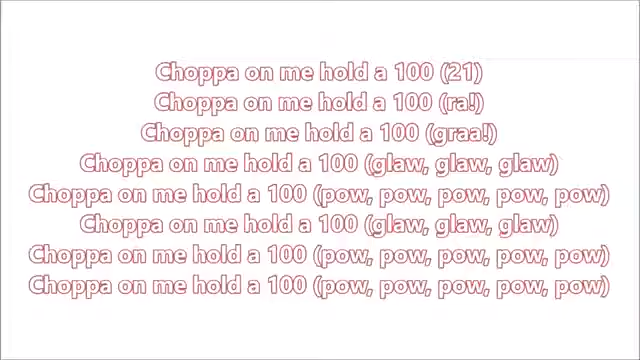 Choppa on me hold a 100 (21)
Choppa on me hold a 100 (ra!)
Choppa on me hold a 100 (graa!)
Choppa on me hold a 100 (glaw, glaw, glaw)
Choppa on me hold a 100 (pow, pow, pow, pow, pow)
Choppa on me hold a 100 (glaw, glaw, glaw)
Choppa on me hold a 100 (pow, pow, pow, pow, pow)
Choppa on me hold a 100 (pow, pow, pow, pow, pow)